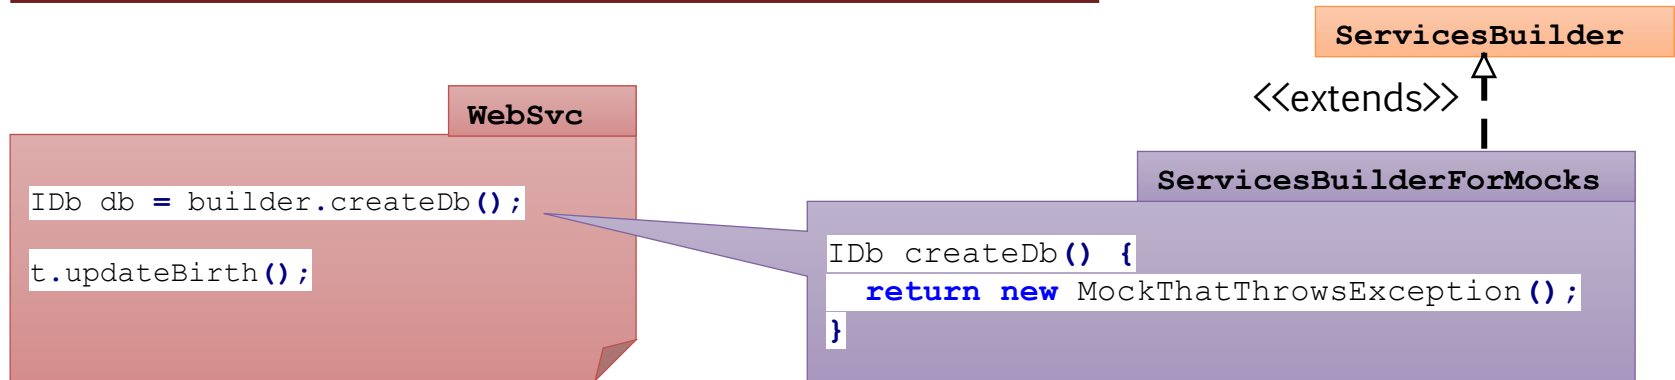 ServicesBuilder
<<extends>>
WebSvc
IDb db = builder.createDb();
t.updateBirth();
ServicesBuilderForMocks
IDb createDb() {
  return new MockThatThrowsException();
}